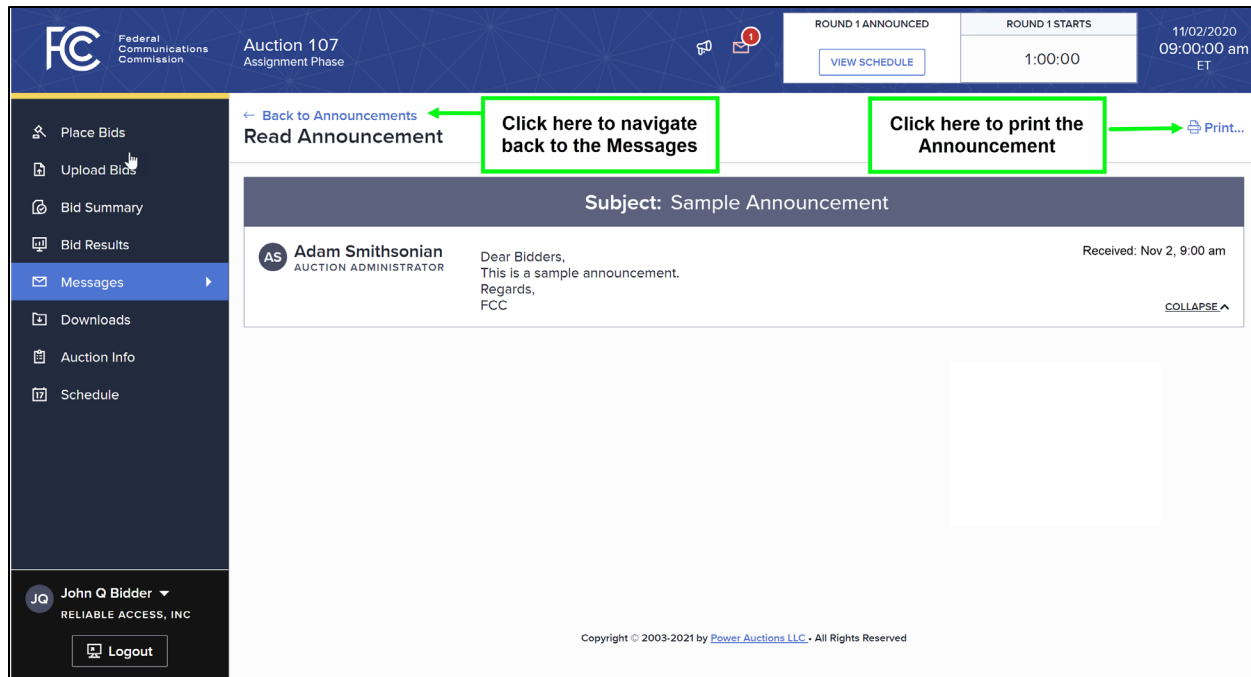 FCC
Federal
Communications
Commission
Auction 107
Assignment Phase
1
ROUND 1 ANNOUNCED
VIEW SCHEDULE
ROUND 1 STARTS
1:00:00
11/02/2020
09:00:00 am
ET
Place Bids
Upload Bids
Bid Summary
Bid Results
Messages
Downloads
Auction Info
17 Schedule
JQ John Q Bidder
RELIABLE ACCESS, INC
Logout
← Back to Announcements
Read Announcement
Click here to navigate
back to the Messages
Click here to print the
Announcement
Print...
Subject: Sample Announcement
AS Adam Smithsonian
AUCTION ADMINISTRATOR
Dear Bidders,
This is a sample announcement.
Regards,
FCC
Received: Nov 2, 9:00 am
COLLAPSE
Copyright © 2003-2021 by Power Auctions LLC • All Rights Reserved